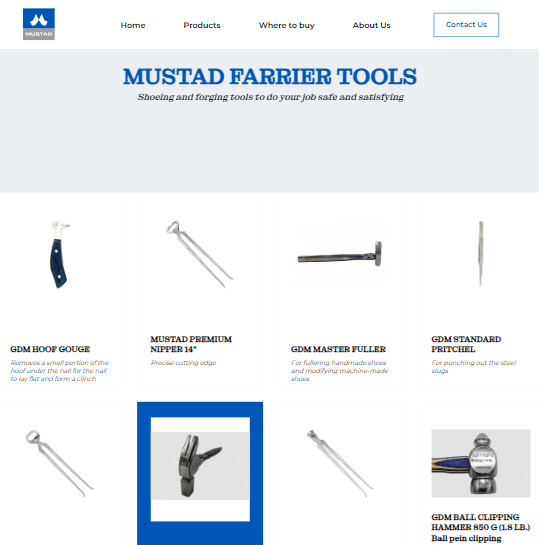 MUSTAD
Home
Products
Where to buy
About Us
Contact Us
MUSTAD FARRIER TOOLS
Shoeing and forging tools to do your job safe and satisfying
GDM HOOF GOUGE
Removes a small portion of the
hoof under the nail for the nail
to lay flat and form a clinch
MUSTAD PREMIUM
NIPPER 14"
Precise cutting edge
GDM MASTER FULLER
For fullering handmade shoes
and modifying machine-made
shoes
GDM STANDARD
PRITCHEL
For punching out the steel
slugs
GDM BALL CLIPPING
HAMMER 850 G (1.8 LB.)
Ball pein clipping